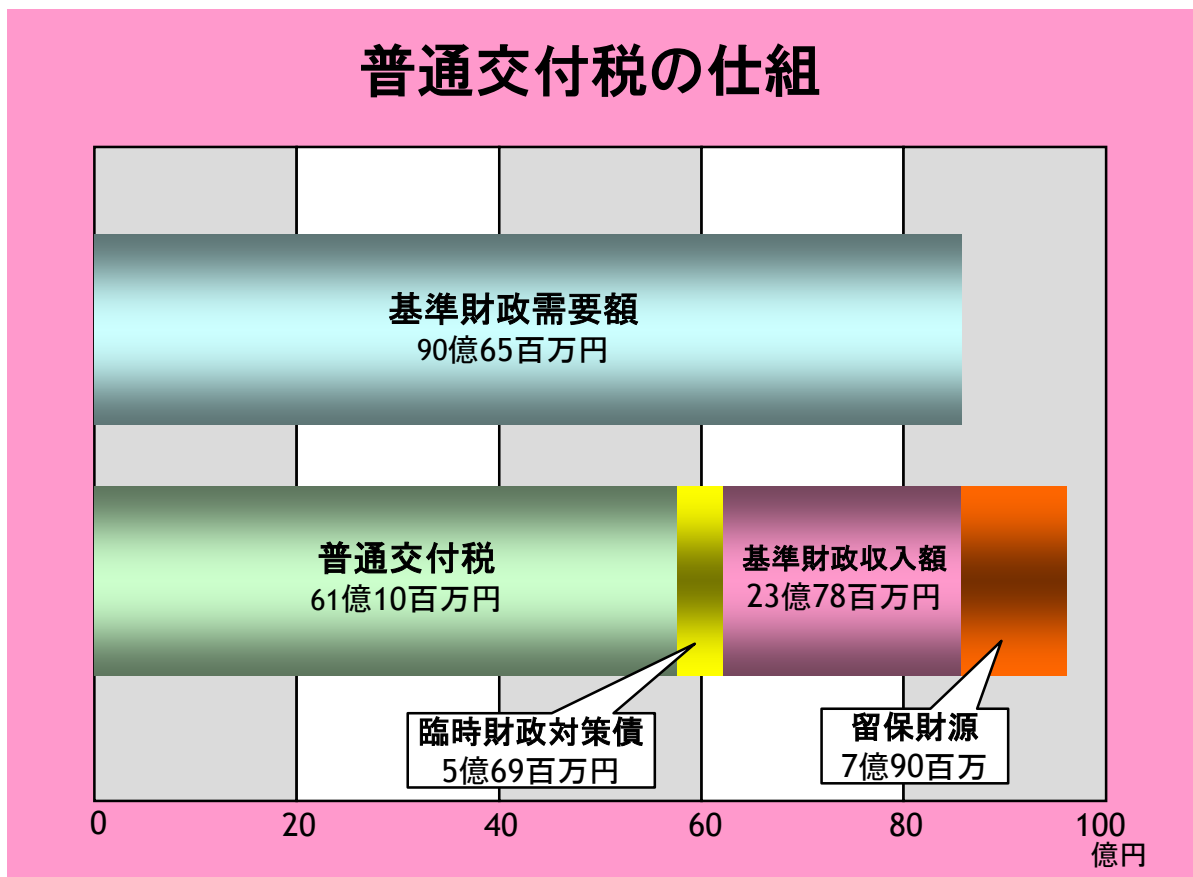 普通交付税の仕組
基準財政需要額
90億65百万円
普通交付税
61億10百万円
基準財政収入額
23億78百万円
臨時財政対策債
5億69百万円
留保財源
7億90百万
0 20 40 60 80 100
億円